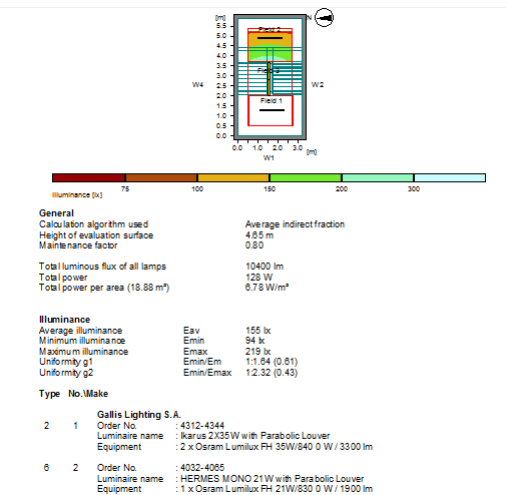 [m]
N
5.5
5.0
4.5
4.0
3.5
3.0
2.5
2.0
1.5
1.0
0.5
0.0
Field 2
Field 3
Field 1
W4
W2
0.0 1.0 2.0 3.0 [m]
W1
75 100 150 200 300
Illuminance (lx)
General
Calculation algorithm used Average indirect fraction
Height of evaluation surface 4.65 m
Maintenance factor 0.80
Total luminous flux of all lamps 10400 lm
Total power 128 W
Total power per area (18.88 m²) 6.78 W/m²
Illuminance
Average illuminance Eav 155 lx
Minimum illuminance Emin 94 lx
Maximum illuminance Emax 219 lx
Uniformity g1 Emin/Em 1:1.64 (0.61)
Uniformity g2 Emin/Emax 1:2.32 (0.43)
Type No.\Make
Gallis Lighting S.A.
2 1 Order No. : 4312-4344
Luminaire name : Ikarus 2X35W with Parabolic Louver
Equipment : 2 x Osram Lumilux FH 35W/840 0 W / 3300 lm
6 2 Order No. : 4032-4065
Luminaire name : HERMES MONO 21W with Parabolic Louver
Equipment : 1 x Osram Lumilux FH 21W/830 0 W / 1900 lm